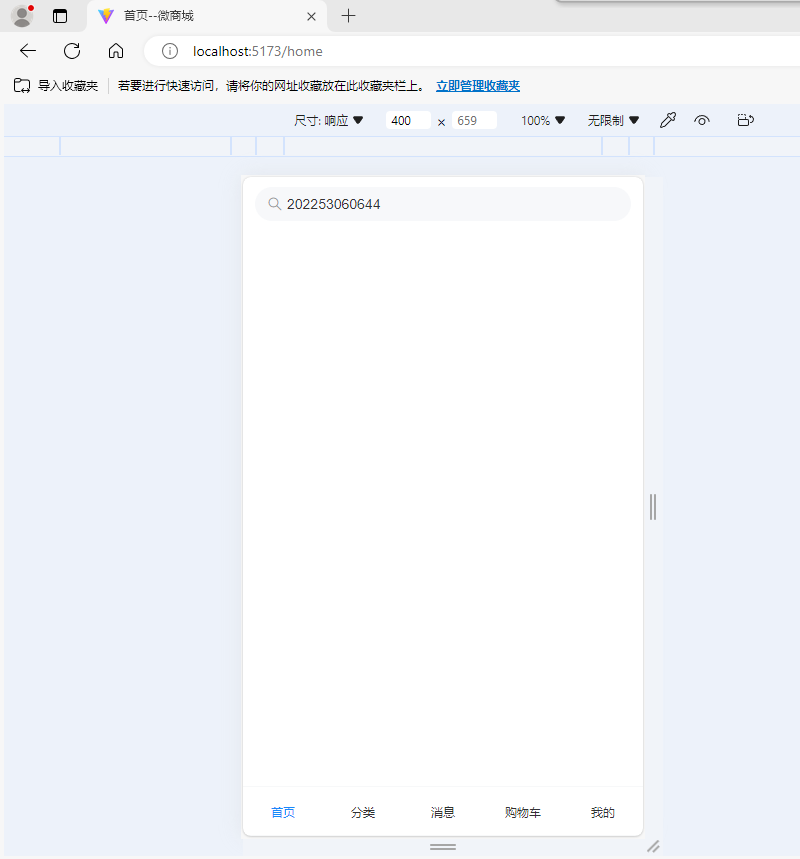 首页--微商城
localhost:5173/home
导入收藏夹 若要进行快速访问，请将你的网址收藏放在此收藏夹栏上。 立即管理收藏夹
尺寸: 响应 400 × 659 100% 无限制
202253060644
首页 分类 消息 购物车 我的